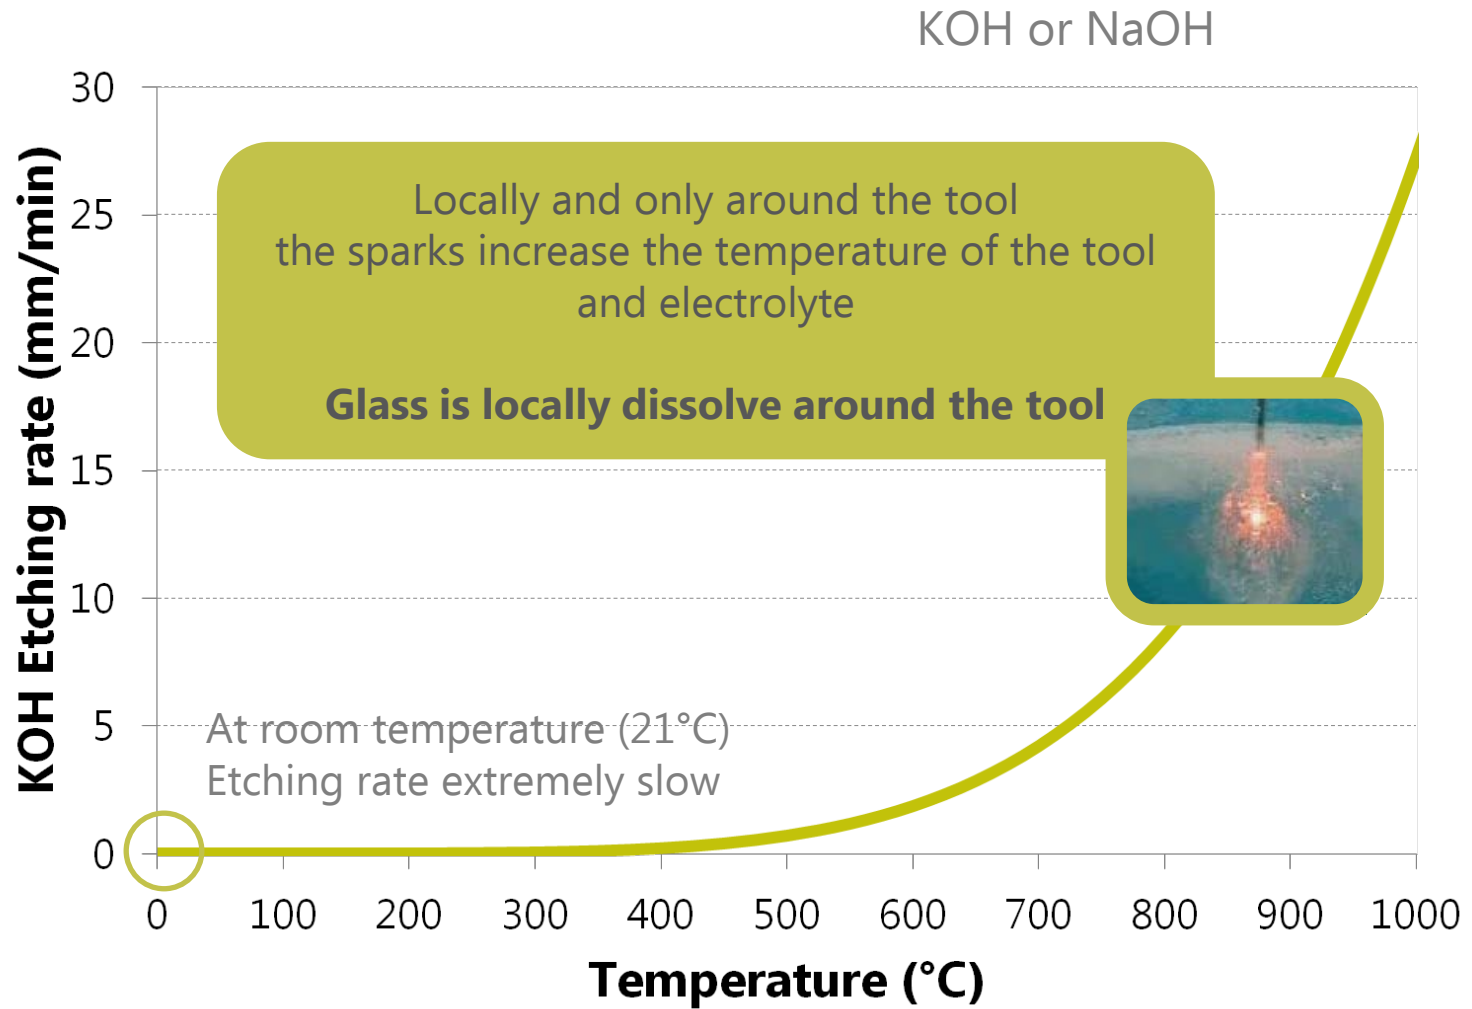 KOH or NaOH
30
25
20
15
10
5
0
KOH Etching rate (mm/min)
Locally and only around the tool
the sparks increase the temperature of the tool
and electrolyte
Glass is locally dissolve around the tool
At room temperature (21°C)
Etching rate extremely slow
0 100 200 300 400 500 600 700 800 900 1000
Temperature (°C)